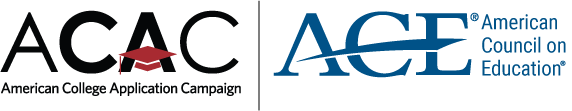 ACAC
American College Application Campaign
ACE®
American
Council on
Education®